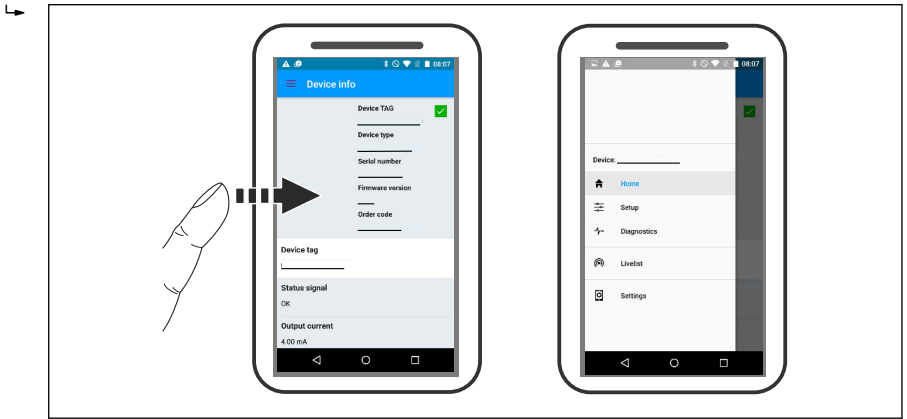 08:07
Device info
Device TAG
Device type
Serial number
Firmware version
Order code
Device tag
Status signal
OK
Output current
4.00 mA
08:07
Device:
Home
Setup
Diagnostics
Livelist
Settings